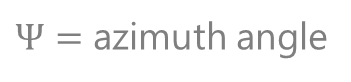 Ψ = azimuth angle